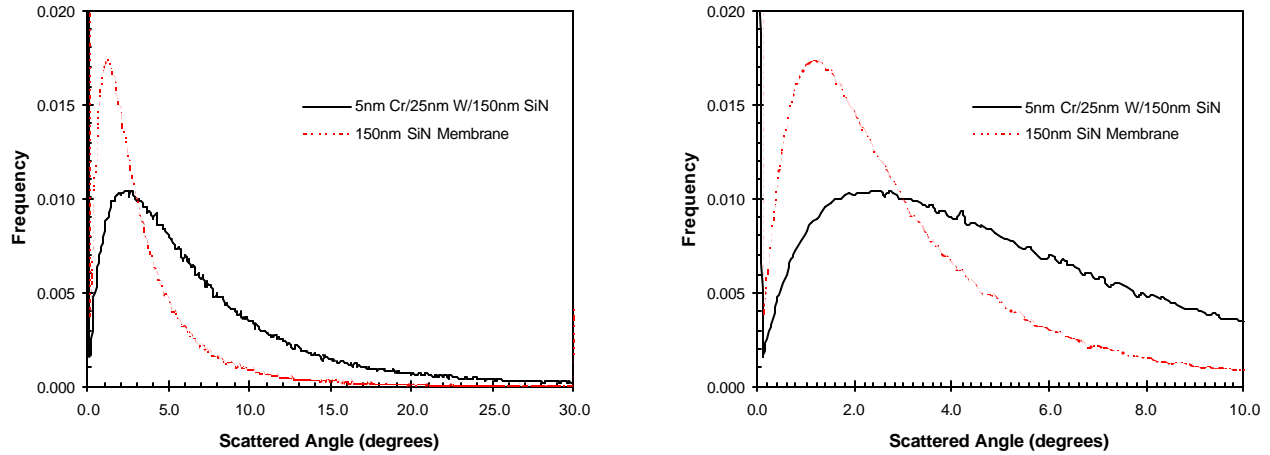 0.020
0.015
0.010
0.005
0.000
Frequency
5nm Cr/25nm W/150nm SiN
150nm SiN Membrane
0.0 5.0 10.0 15.0 20.0 25.0 30.0
Scattered Angle (degrees)
0.020
0.015
0.010
0.005
0.000
Frequency
5nm Cr/25nm W/150nm SiN
150nm SiN Membrane
0.0 2.0 4.0 6.0 8.0 10.0
Scattered Angle (degrees)